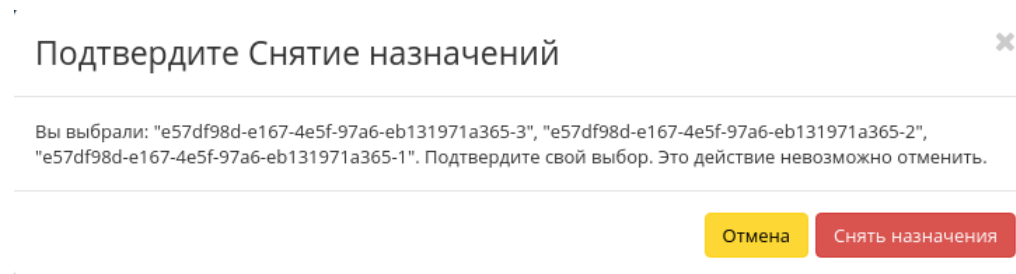 Подтвердите Снятие назначений
Вы выбрали: "e57df98d-e167-4e5f-97a6-eb131971a365-3", "e57df98d-e167-4e5f-97a6-eb131971a365-2",
"e57df98d-e167-4e5f-97a6-eb131971a365-1". Подтвердите свой выбор. Это действие невозможно отменить.
Отмена
Снять назначения